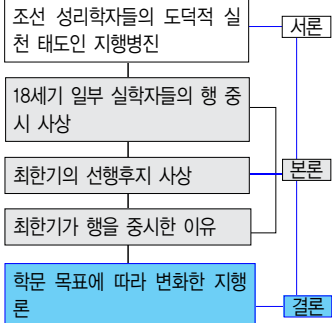 조선 성리학자들의 도덕적 실
천 태도인 지행병진
서론
18세기 일부 실학자들의 행 중
시 사상
최한기의 선행후지 사상
본론
최한기가 행을 중시한 이유
학문 목표에 따라 변화한 지행
론
결론